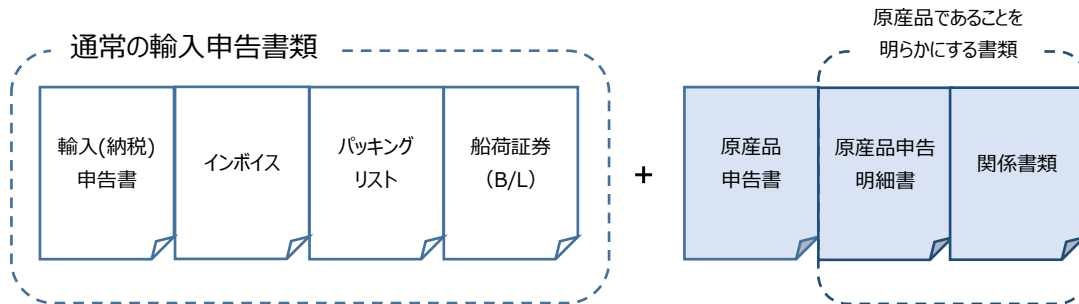 通常の輸入申告書類
原産品であることを
明らかにする書類
輸入(納税)
申告書
インボイス
パッキング
リスト
船荷証券
（B/L）
+
原産品
申告書
原産品申告
明細書
関係書類